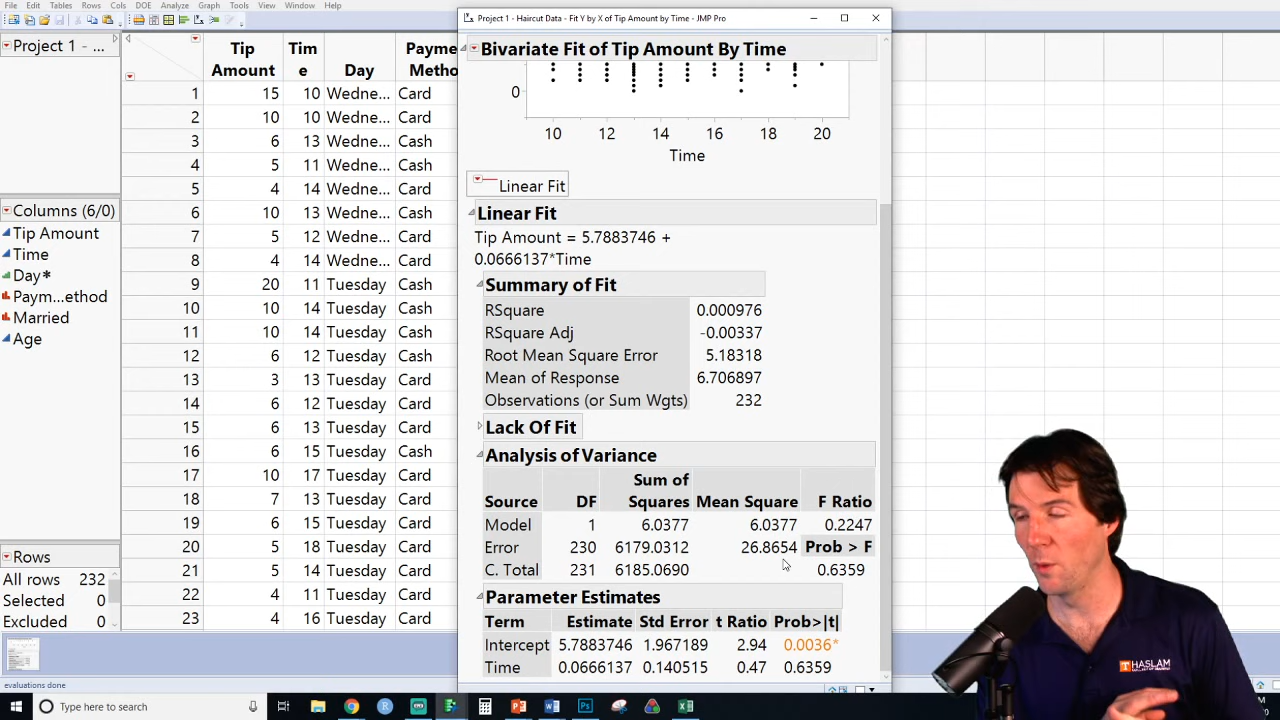 File Edit Tables Rows Cols DOE Analyze Graph Tools View Window Help
Project 1 - Haircut Data - Fit Y by X of Tip Amount by Time - JMP Pro
Project 1 - ...
Columns (6/0)
Tip Amount
Time
Day*
Paym...ethod
Married
Age
Rows
All rows 232
Selected 0
Excluded 0
Tip Tim Payme
Amount e Day Metho
1 15 10 Wedne... Card
2 10 10 Wedne... Card
3 6 13 Wedne... Cash
4 5 11 Wedne... Cash
5 4 14 Wedne... Card
6 10 13 Wedne... Cash
7 5 12 Wedne... Card
8 4 14 Wedne... Card
9 20 11 Tuesday Cash
10 10 14 Tuesday Cash
11 10 14 Tuesday Cash
12 6 12 Tuesday Cash
13 3 13 Tuesday Card
14 6 12 Tuesday Card
15 6 13 Tuesday Card
16 6 15 Tuesday Cash
17 10 17 Tuesday Card
18 7 13 Tuesday Card
19 6 15 Tuesday Card
20 5 18 Tuesday Card
21 5 14 Tuesday Card
22 4 11 Tuesday Card
23 4 16 Tuesday Card
Bivariate Fit of Tip Amount By Time
0
10 12 14 16 18 20
Time
Linear Fit
Linear Fit
Tip Amount = 5.7883746 +
0.0666137*Time
Summary of Fit
RSquare 0.000976
RSquare Adj -0.00337
Root Mean Square Error 5.18318
Mean of Response 6.706897
Observations (or Sum Wgts) 232
Lack Of Fit
Analysis of Variance
Sum of
Source DF Squares Mean Square F Ratio
Model 1 6.0377 6.0377 0.2247
Error 230 6179.0312 26.8654 Prob > F
C. Total 231 6185.0690 0.6359
Parameter Estimates
Term Estimate Std Error t Ratio Prob>|t|
Intercept 5.7883746 1.967189 2.94 0.0036*
Time 0.0666137 0.140515 0.47 0.6359
HASLAM
evaluations done
Type here to search